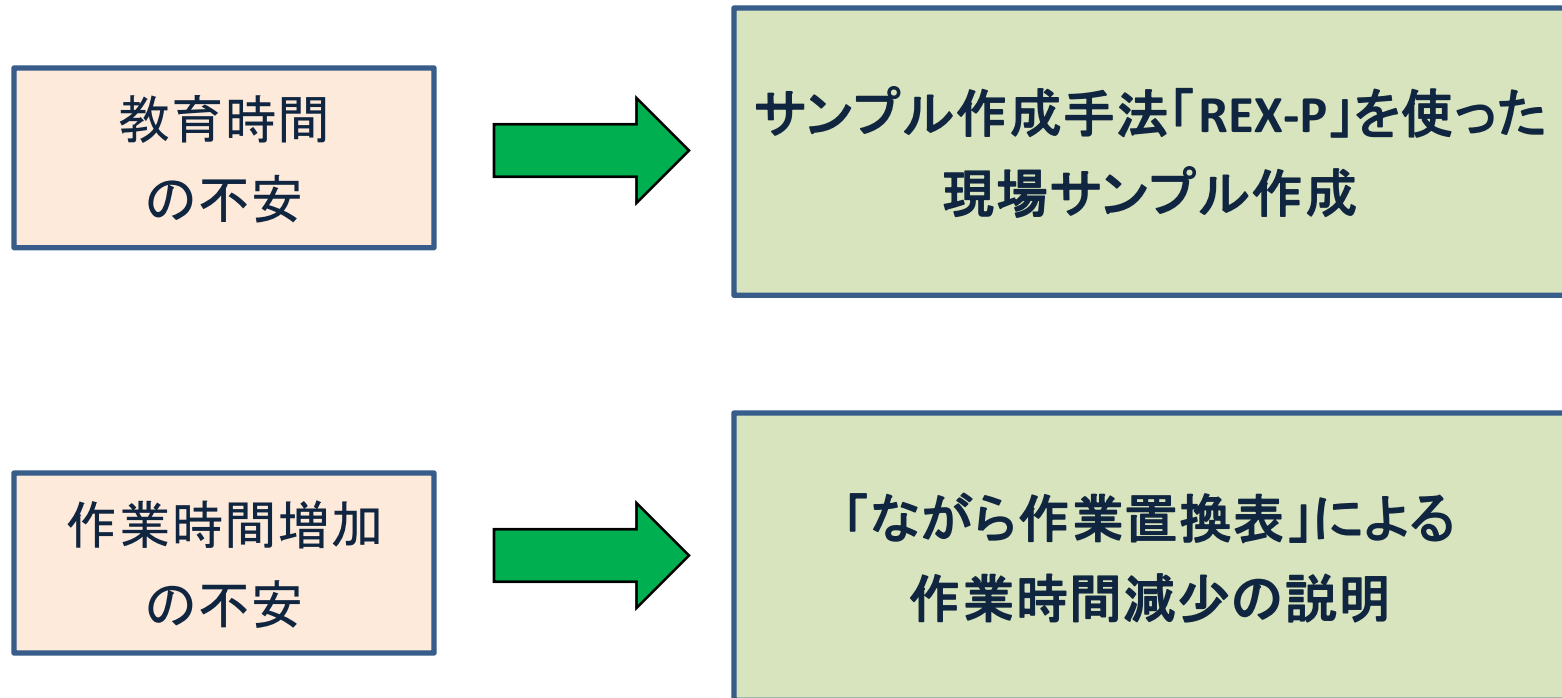 教育時間
の不安
サンプル作成手法「REX-P」を使った
現場サンプル作成
作業時間増加
の不安
「ながら作業置換表」による
作業時間減少の説明